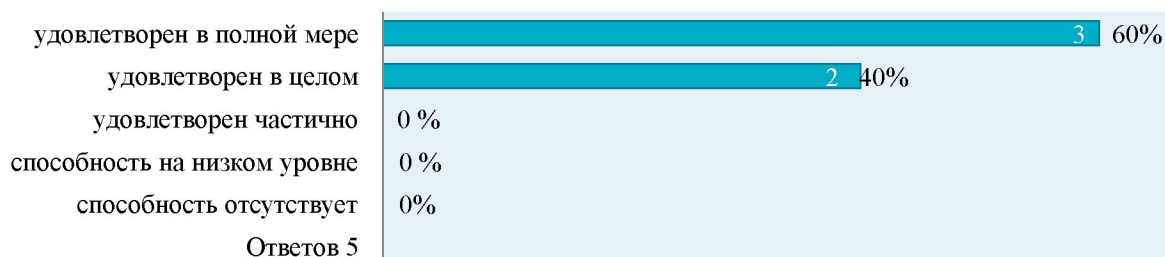 удовлетворен в полной мере 3 60%
удовлетворен в целом 2 40%
удовлетворен частично 0 %
способность на низком уровне 0 %
способность отсутствует 0%
Ответов 5